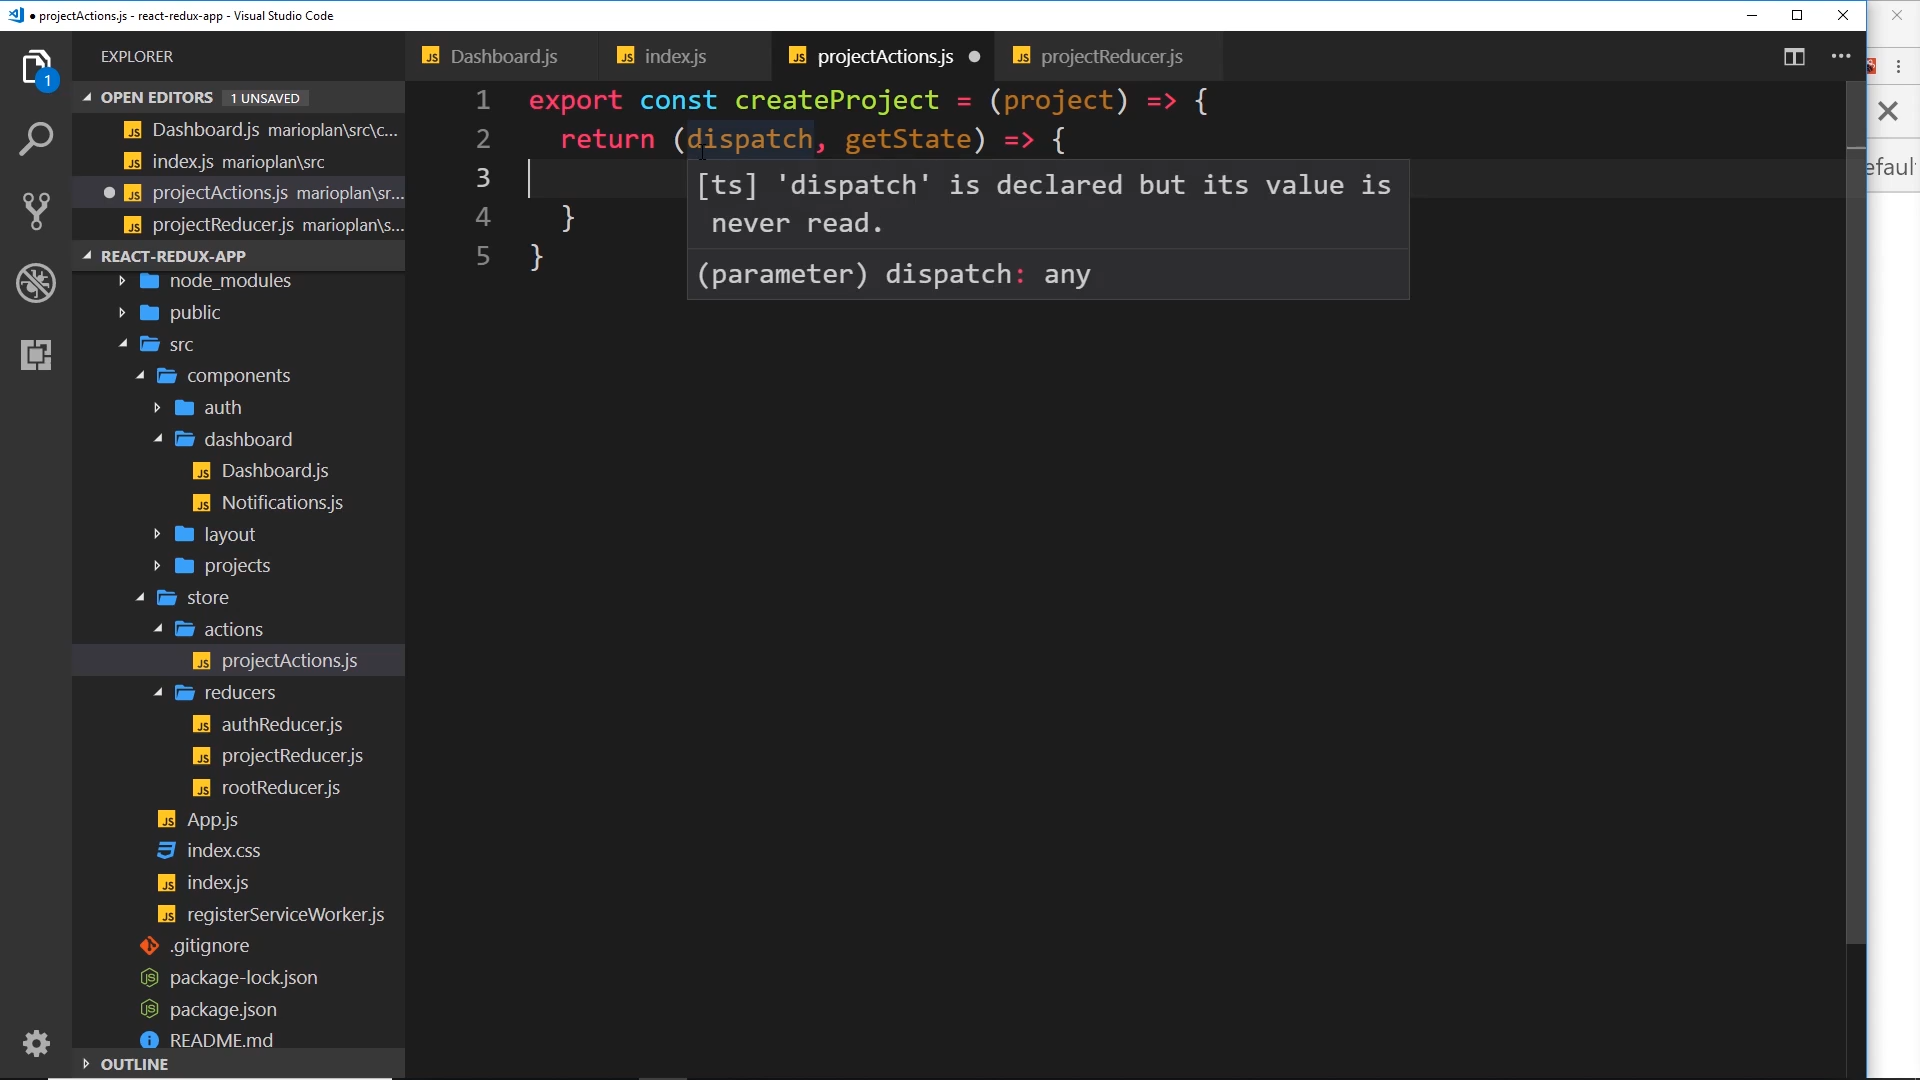 projectActions.js - react-redux-app - Visual Studio Code
EXPLORER
1
OPEN EDITORS 1 UNSAVED
Dashboard.js marioplan\src\c...
index.js marioplan\src
projectActions.js marioplan\sr...
projectReducer.js marioplan\s...
REACT-REDUX-APP
node_modules
public
src
components
auth
dashboard
Dashboard.js
Notifications.js
layout
projects
store
actions
projectActions.js
reducers
authReducer.js
projectReducer.js
rootReducer.js
App.js
index.css
index.js
registerServiceWorker.js
.gitignore
package-lock.json
package.json
README.md
OUTLINE
Dashboard.js index.js projectActions.js projectReducer.js
1 export const createProject = (project) => {
2 return (dispatch, getState) => {
3
4 }
5 }
[ts] 'dispatch' is declared but its value is
never read.
(parameter) dispatch: any
efaul